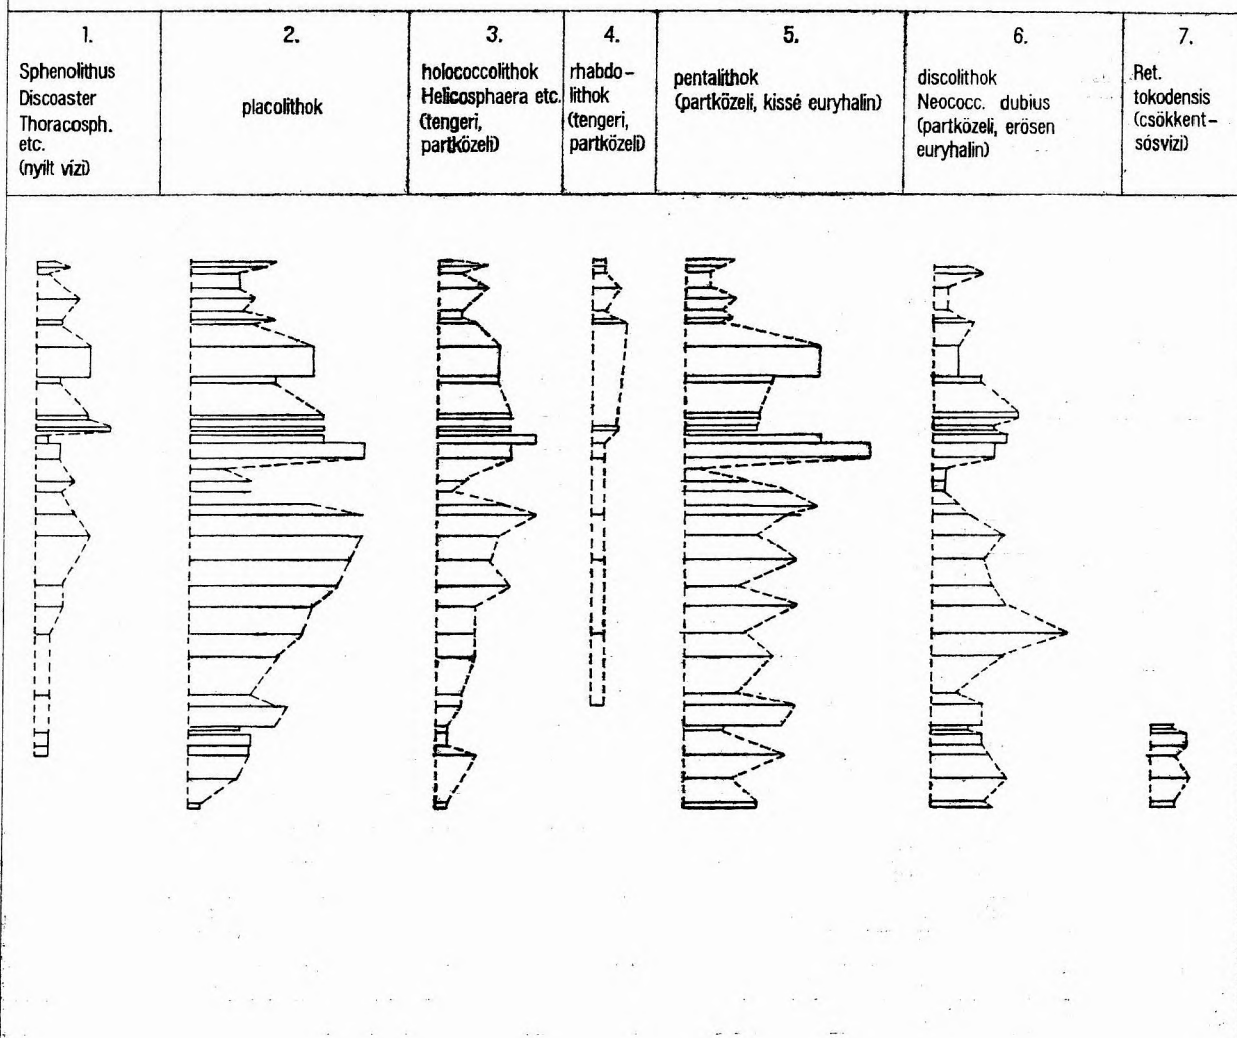 1.
Sphenolithus
Discoaster
Thoracosph.
etc.
(nyilt vízi)
2.
placolithok
3.
holococcolithok
Helicosphaera etc.
(tengeri,
partközeli)
4.
rhabdo-
lithok
(tengeri,
partközeli)
5.
pentalithok
(partközeli, kissé euryhalin)
6.
discolithok
Neococc. dubius
(partközeli, erösen
euryhalin)
7.
Ret.
tokodensis
(csökkent-
sósvizi)